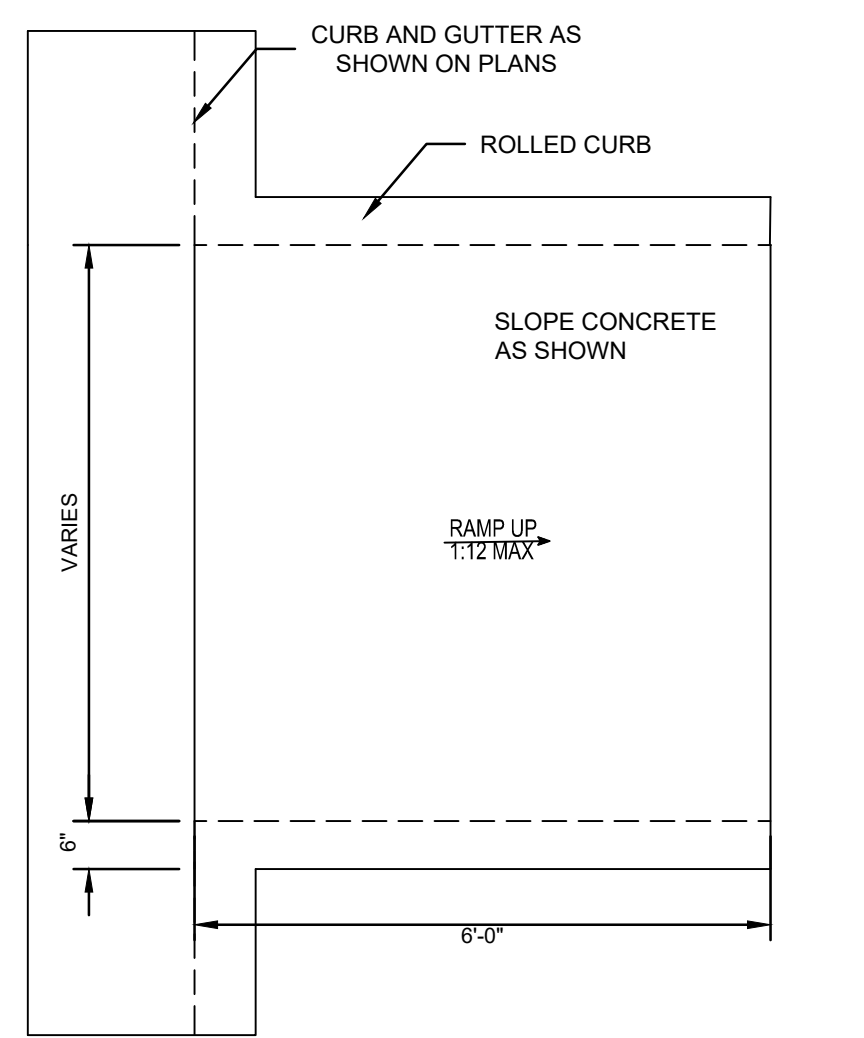 CURB AND GUTTER AS
SHOWN ON PLANS
ROLLED CURB
SLOPE CONCRETE
AS SHOWN
VARIES
RAMP UP
1:12 MAX
6"
6'-0"